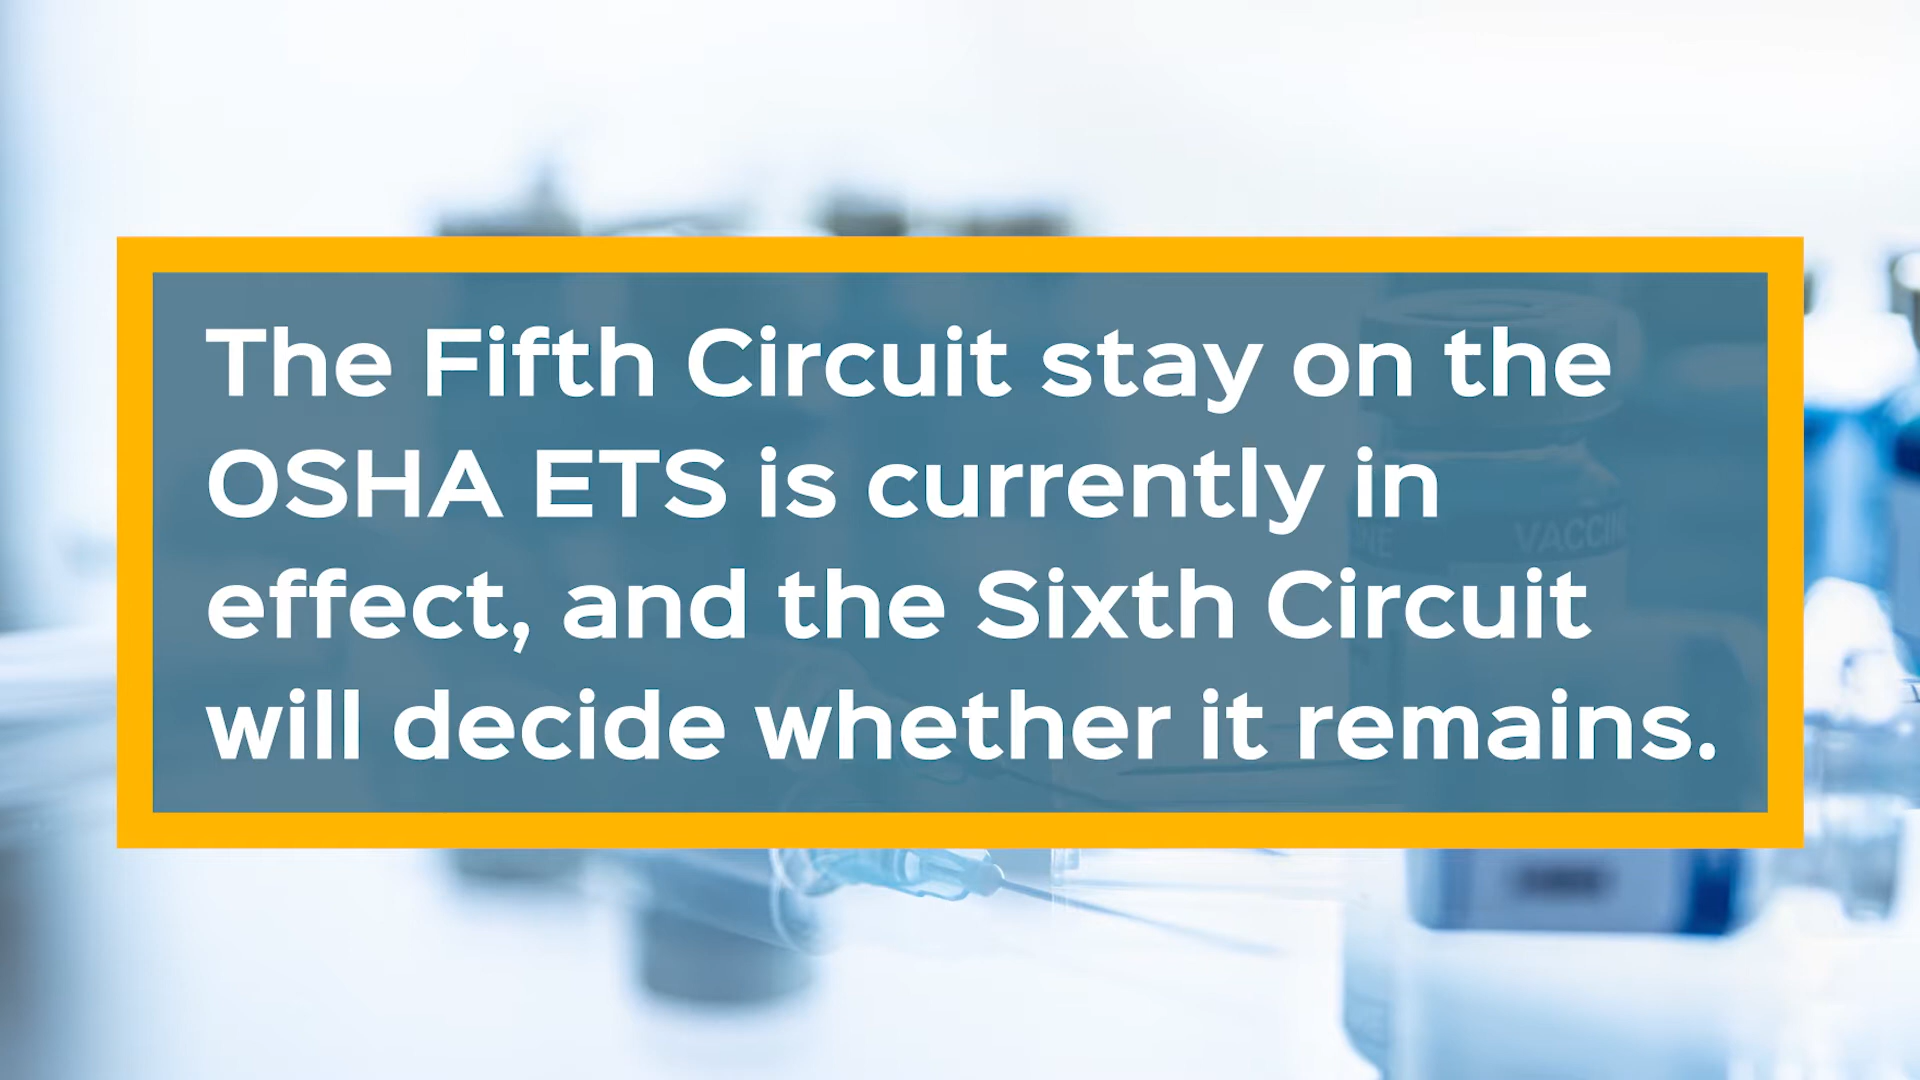 The Fifth Circuit stay on the
OSHA ETS is currently in
effect, and the Sixth Circuit
will decide whether it remains.